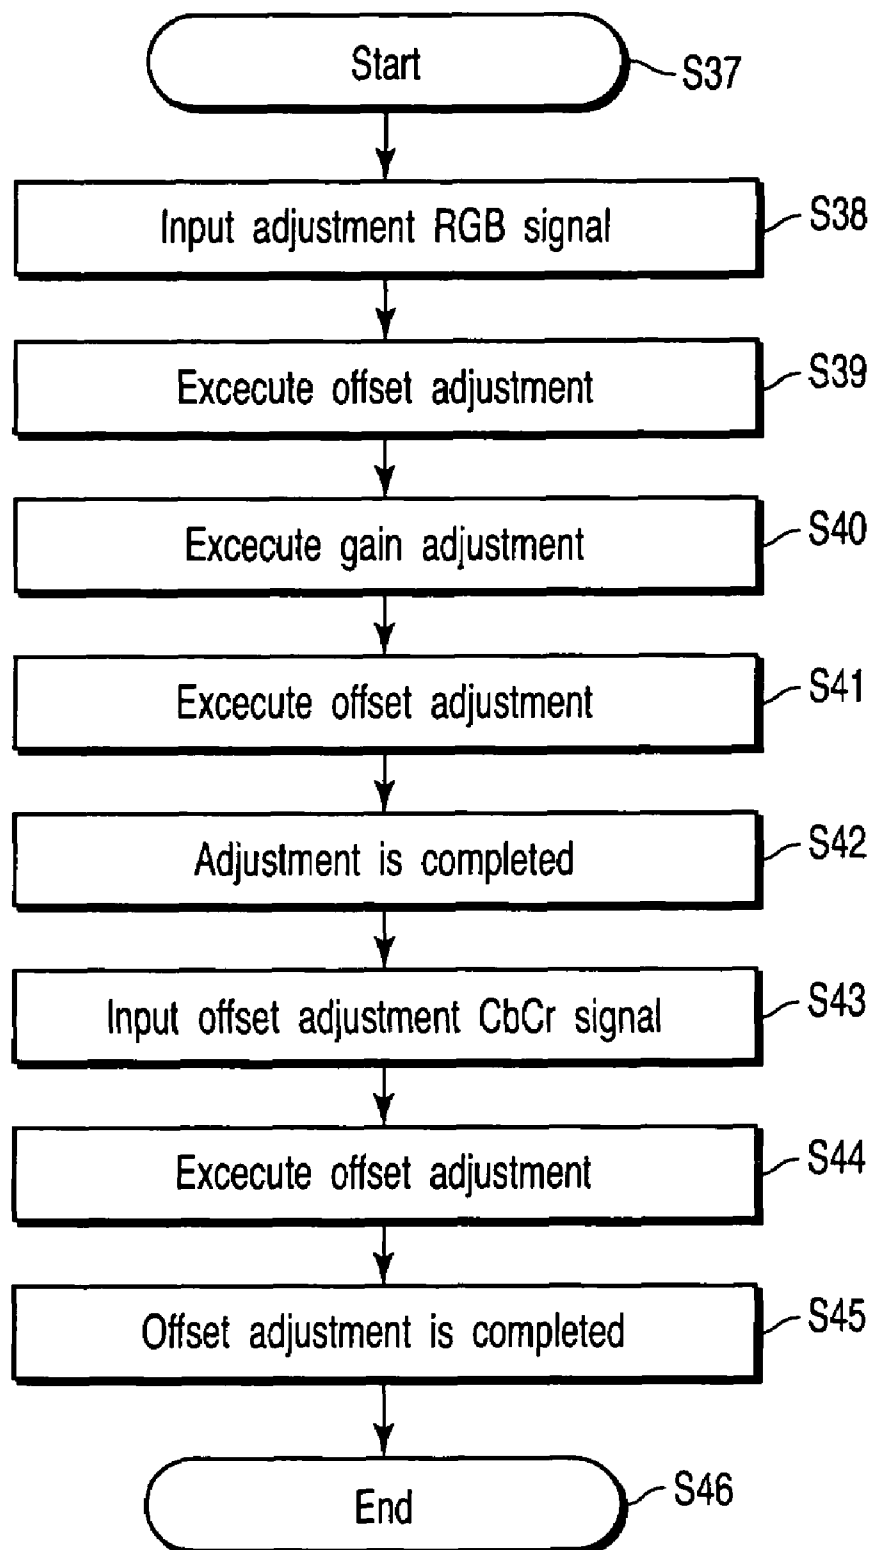 Start
S37
Input adjustment RGB signal
S38
Excecute offset adjustment
S39
Excecute gain adjustment
S40
Excecute offset adjustment
S41
Adjustment is completed
S42
Input offset adjustment CbCr signal
S43
Excecute offset adjustment
S44
Offset adjustment is completed
S45
End
S46